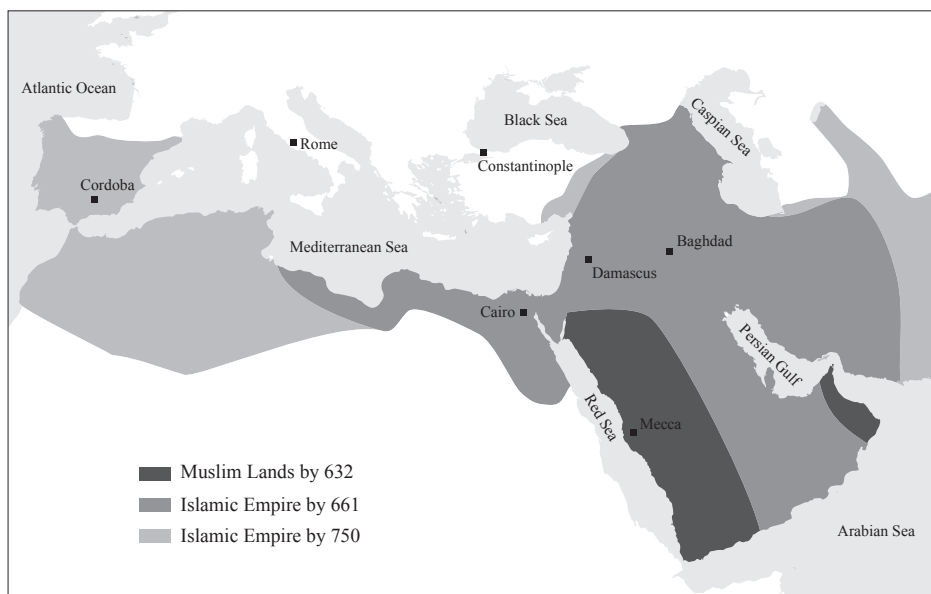 Atlantic Ocean
Black Sea
Caspian Sea
Rome
Constantinople
Cordoba
Mediterranean Sea
Baghdad
Damascus
Cairo
Persian Gulf
Red Sea
Mecca
Muslim Lands by 632
Islamic Empire by 661
Islamic Empire by 750
Arabian Sea